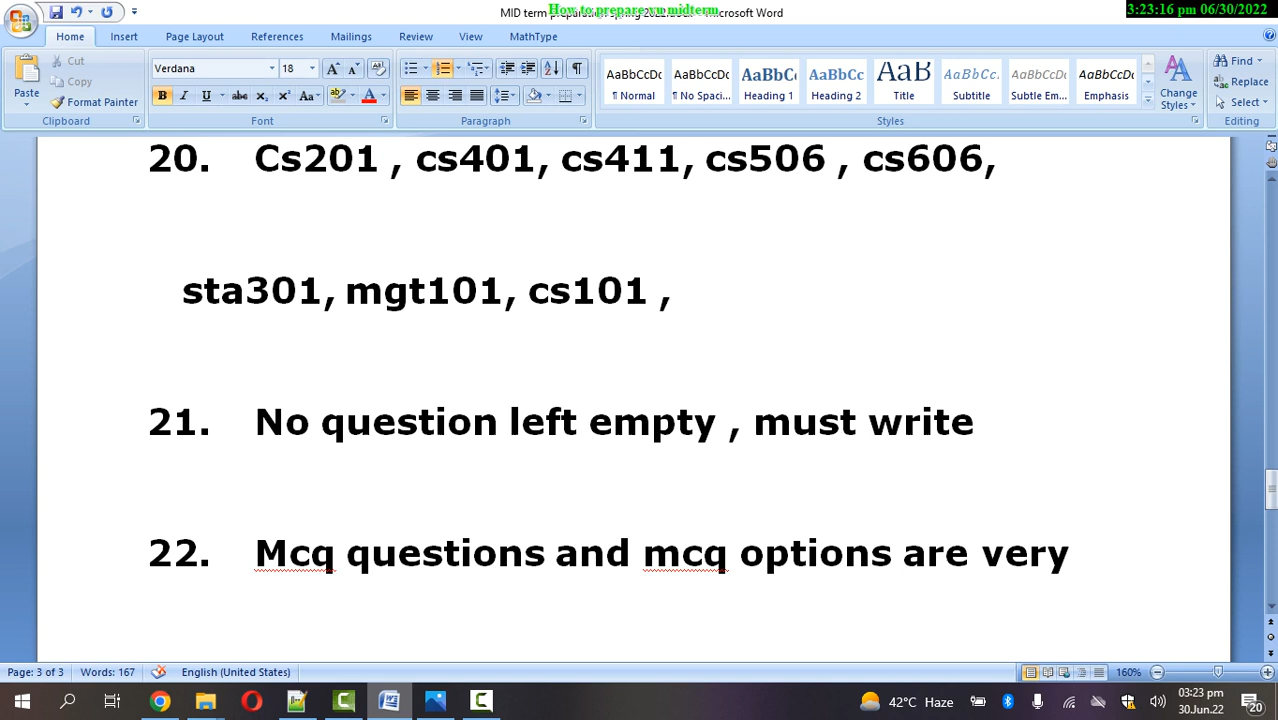 MID term
How to prepare vu midterm
Microsoft Word
3:23:16 pm 06/30/2022
Home Insert Page Layout References Mailings Review View MathType
Paste
Cut
Copy
Format Painter
Clipboard
Verdana 18
Font
Paragraph
AaBbCcDc AaBbCcDc AaBbCc AaBbCc AaB AaBbCc. AaBbCcDc AaBbCcDc
¶ Normal ¶ No Spaci... Heading 1 Heading 2 Title Subtitle Subtle Em... Emphasis
Change
Styles
Styles
Find
Replace
Select
Editing
20. Cs201 , cs401, cs411, cs506 , cs606,
sta301, mgt101, cs101 ,
21. No question left empty , must write
22. Mcq questions and mcq options are very
Page: 3 of 3 Words: 167 English (United States) 160%
42°C Haze
03:23 pm
30.Jun.22
20